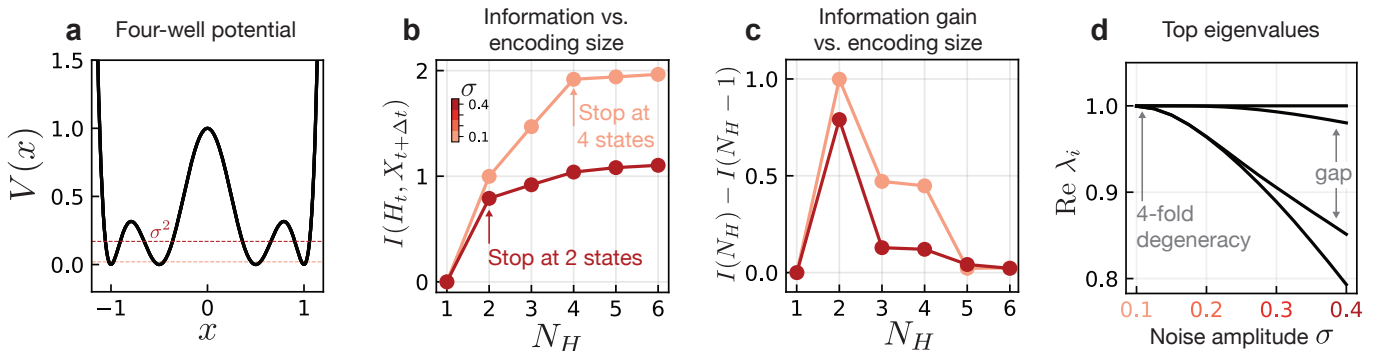 a
Four-well potential
1.5
1.0
0.5
0.0
V(x)
σ²
−1
0
1
x
b
Information vs.
encoding size
2
1
0
I(H_t, X_{t+Δt})
σ
0.4
0.1
Stop at
4 states
Stop at 2 states
1 2 3 4 5 6
N_H
c
Information gain
vs. encoding size
1.0
0.5
0.0
I(N_H) − I(N_H − 1)
1 2 3 4 5 6
N_H
d
Top eigenvalues
1.0
0.9
0.8
Re λ_i
4-fold
degeneracy
gap
0.1 0.2 0.3 0.4
Noise amplitude σ